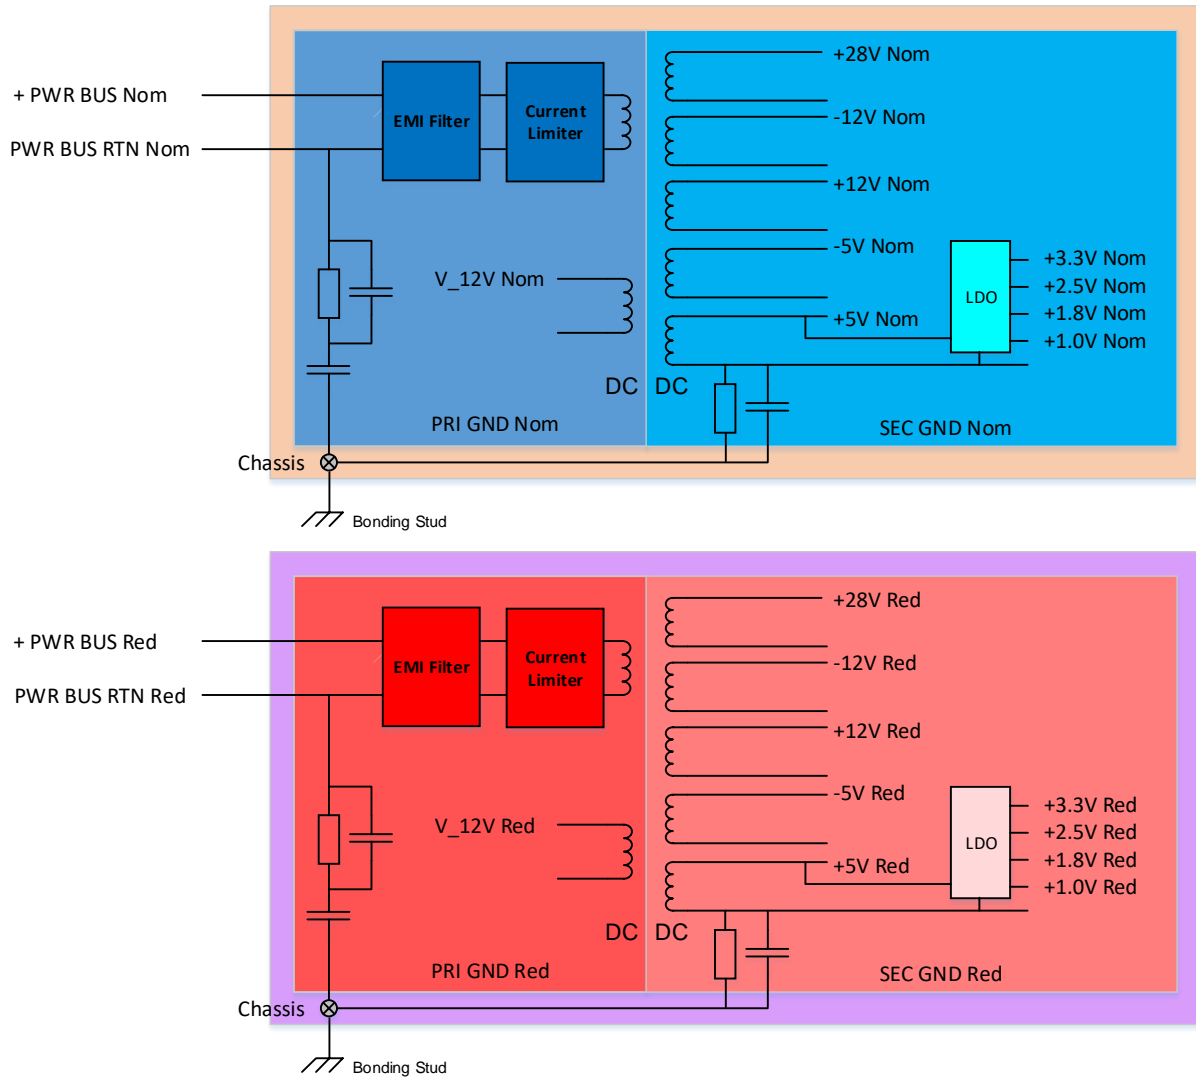 +28V Nom
+ PWR BUS Nom
EMI Filter
Current
Limiter
-12V Nom
PWR BUS RTN Nom
+12V Nom
-5V Nom
V_12V Nom
LDO
+3.3V Nom
+2.5V Nom
+1.8V Nom
+1.0V Nom
+5V Nom
DC DC
PRI GND Nom
SEC GND Nom
Chassis
Bonding Stud
+28V Red
+ PWR BUS Red
EMI Filter
Current
Limiter
-12V Red
PWR BUS RTN Red
+12V Red
-5V Red
V_12V Red
LDO
+3.3V Red
+2.5V Red
+1.8V Red
+1.0V Red
+5V Red
DC DC
PRI GND Red
SEC GND Red
Chassis
Bonding Stud